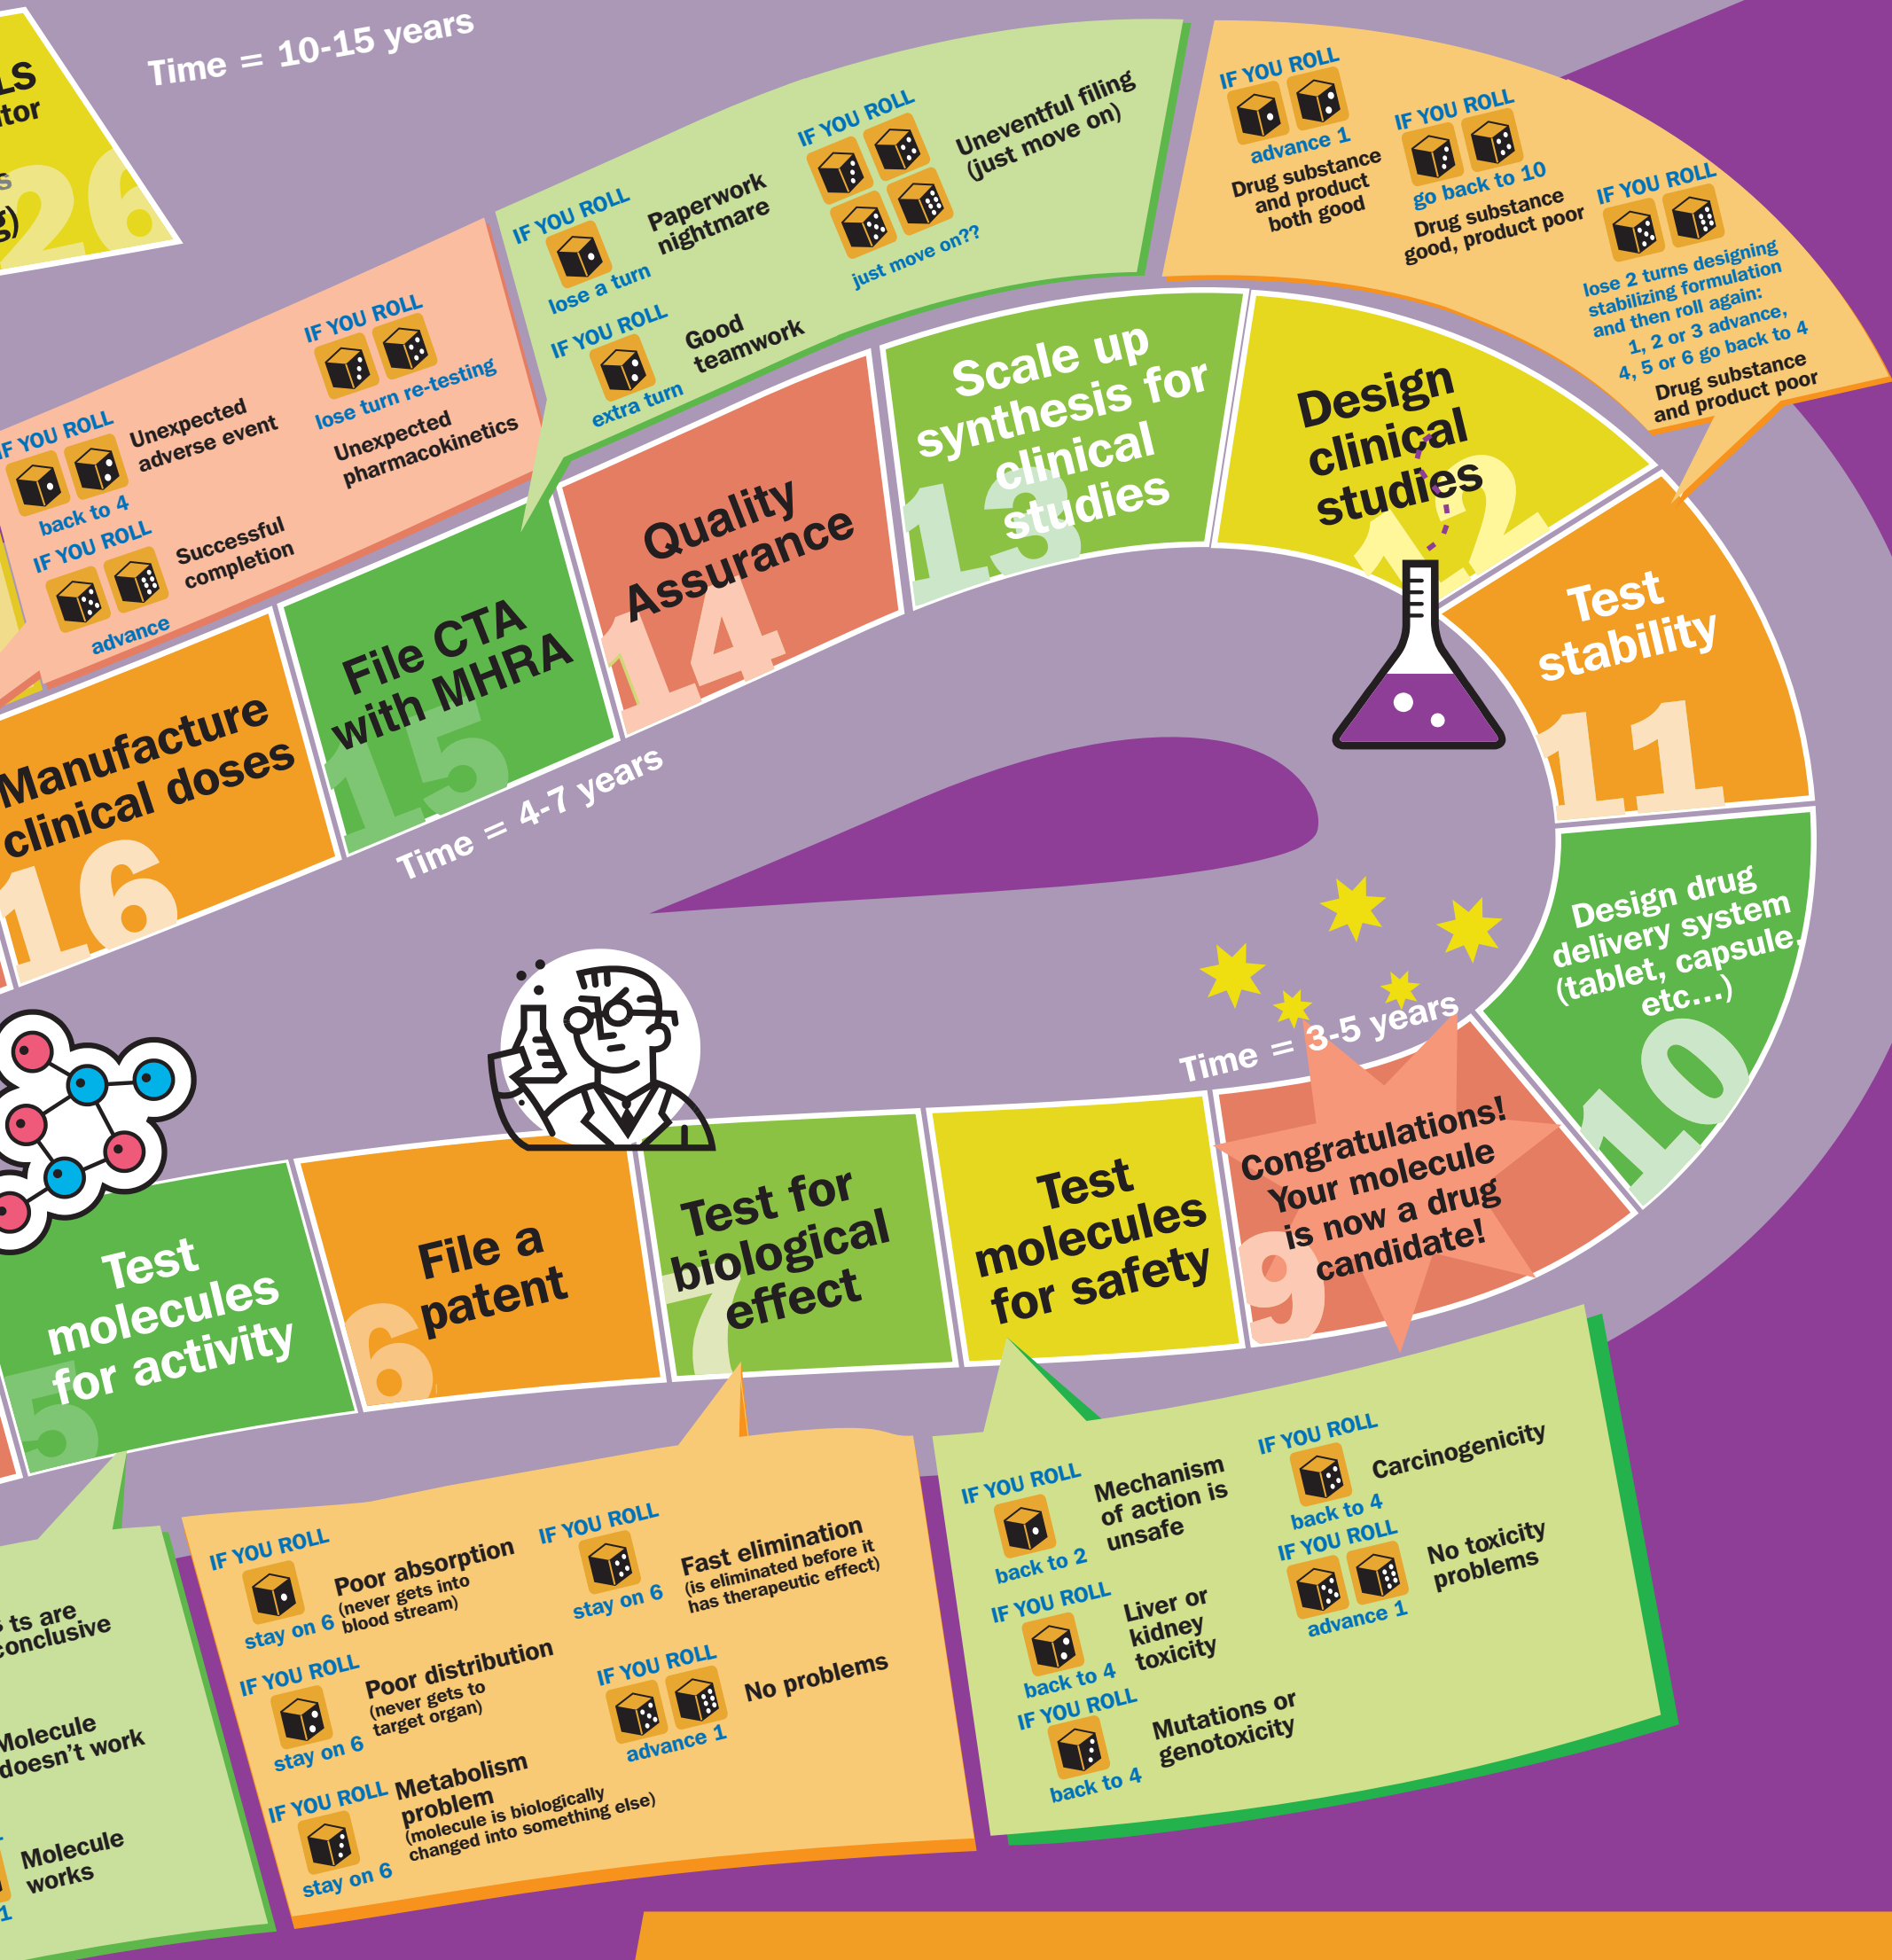 LS
tor
s
g)
26
Time = 10-15 years
IF YOU ROLL
back to 4
Unexpected
adverse event
IF YOU ROLL
lose turn re-testing
Unexpected
pharmacokinetics
IF YOU ROLL
advance
Successful
completion
IF YOU ROLL
lose a turn
Paperwork
nightmare
IF YOU ROLL
extra turn
Good
teamwork
IF YOU ROLL
just move on??
Uneventful filing
(just move on)
IF YOU ROLL
advance 1
Drug substance
and product
both good
IF YOU ROLL
go back to 10
Drug substance
good, product poor
IF YOU ROLL
lose 2 turns designing
stabilizing formulation
and then roll again:
1, 2 or 3 advance,
4, 5 or 6 go back to 4
Drug substance
and product poor
Manufacture
clinical doses
16
File CTA
with MHRA
15
Quality
Assurance
14
Scale up
synthesis for
clinical
studies
13
Design
clinical
studies
12
Test
stability
11
Design drug
delivery system
(tablet, capsule,
etc...)
10
Time = 4-7 years
Time = 3-5 years
Test
molecules
for activity
5
File a
patent
6
Test for
biological
effect
7
Test
molecules
for safety
Congratulations!
Your molecule
is now a drug
candidate!
9
s ts are
conclusive
Molecule
doesn't work
Molecule
works
1
IF YOU ROLL
stay on 6
Poor absorption
(never gets into
blood stream)
IF YOU ROLL
stay on 6
Poor distribution
(never gets to
target organ)
IF YOU ROLL
stay on 6
Metabolism
problem
(molecule is biologically
changed into something else)
IF YOU ROLL
stay on 6
Fast elimination
(is eliminated before it
has therapeutic effect)
IF YOU ROLL
advance 1
No problems
IF YOU ROLL
back to 2
Mechanism
of action is
unsafe
IF YOU ROLL
back to 4
Liver or
kidney
toxicity
IF YOU ROLL
back to 4
Mutations or
genotoxicity
IF YOU ROLL
back to 4
Carcinogenicity
IF YOU ROLL
advance 1
No toxicity
problems